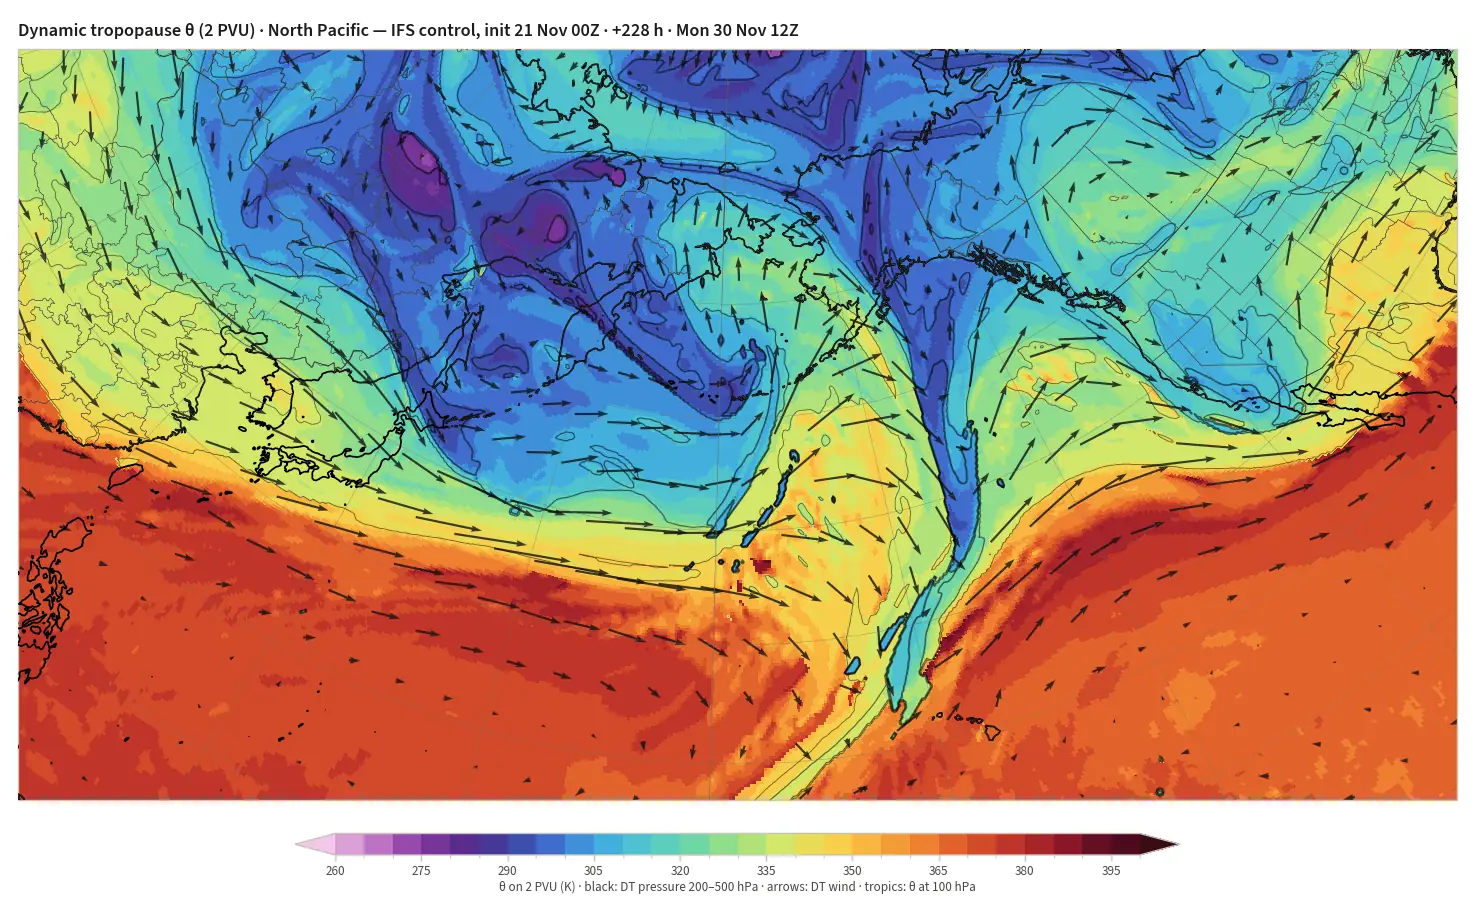 Dynamic tropopause θ (2 PVU) · North Pacific — IFS control, init 21 Nov 00Z · +228 h · Mon 30 Nov 12Z
260 275 290 305 320 335 350 365 380 395
θ on 2 PVU (K) · black: DT pressure 200–500 hPa · arrows: DT wind · tropics: θ at 100 hPa